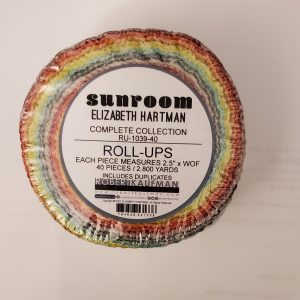 sunroom
ELIZABETH HARTMAN
COMPLETE COLLECTION
RU-1039-40
ROLL-UPS
EACH PIECE MEASURES 2.5" x WOF
40 PIECES / 2.800 YARDS
INCLUDES DUPLICATES
ROBERT KAUFMAN